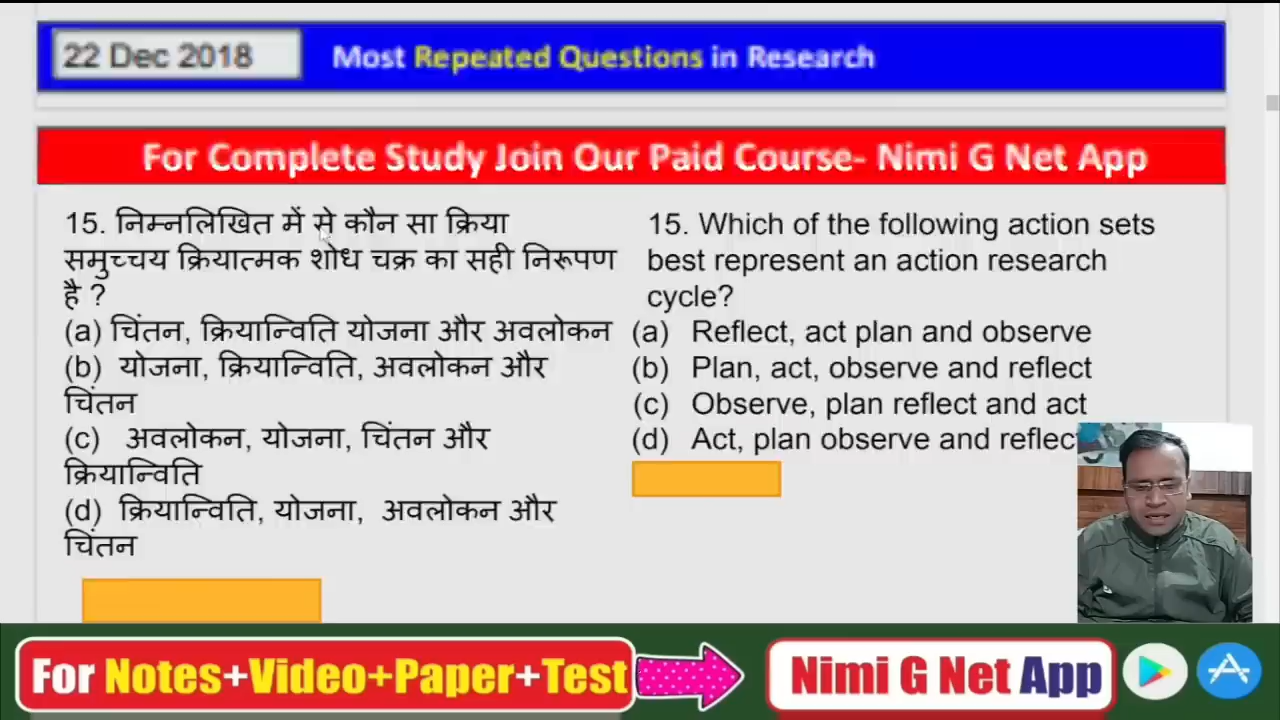 22 Dec 2018
Most Repeated Questions in Research
For Complete Study Join Our Paid Course- Nimi G Net App
15. निम्नलिखित में से कौन सा क्रिया
समुच्चय क्रियात्मक शोध चक्र का सही निरूपण
है ?
(a) चिंतन, क्रियान्विति योजना और अवलोकन
(b) योजना, क्रियान्विति, अवलोकन और
चिंतन
(c) अवलोकन, योजना, चिंतन और
क्रियान्विति
(d) क्रियान्विति, योजना, अवलोकन और
चिंतन
15. Which of the following action sets
best represent an action research
cycle?
(a) Reflect, act plan and observe
(b) Plan, act, observe and reflect
(c) Observe, plan reflect and act
(d) Act, plan observe and reflec
For Notes+Video+Paper+Test
Nimi G Net App